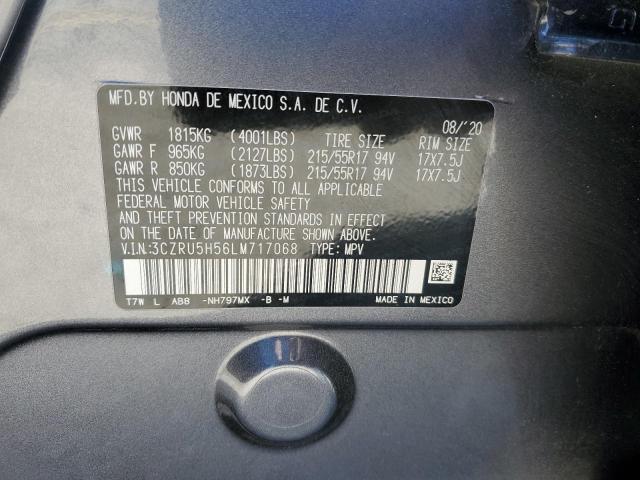 MFD.BY HONDA DE MEXICO S.A. DE C.V.
08/'20
GVWR 1815KG (4001LBS) TIRE SIZE RIM SIZE
GAWR F 965KG (2127LBS) 215/55R17 94V 17X7.5J
GAWR R 850KG (1873LBS) 215/55R17 94V 17X7.5J
THIS VEHICLE CONFORMS TO ALL APPLICABLE
FEDERAL MOTOR VEHICLE SAFETY
AND THEFT PREVENTION STANDARDS IN EFFECT
ON THE DATE OF MANUFACTURE SHOWN ABOVE.
V.I.N.:3CZRU5H56LM717068 TYPE: MPV
T7W L AB8 -NH797MX -B -M MADE IN MEXICO